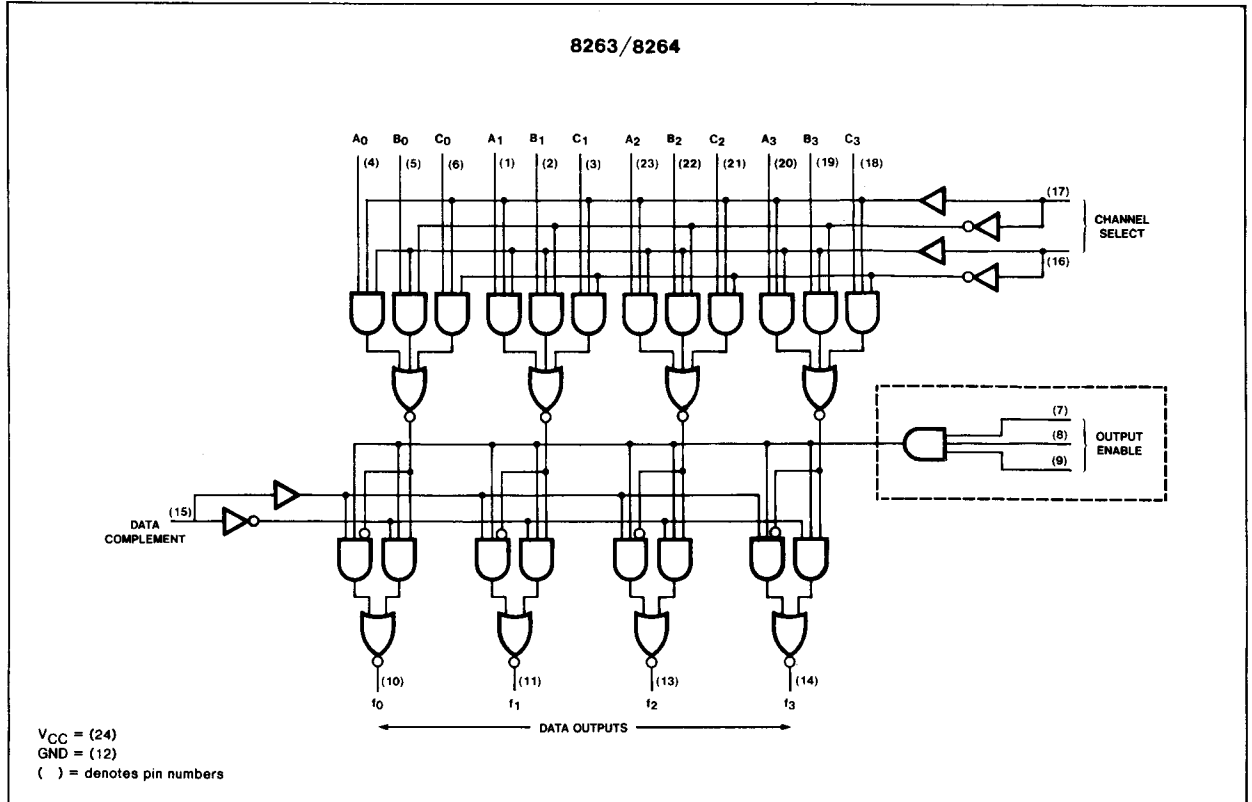 8263/8264
A0 B0 C0 A1 B1 C1 A2 B2 C2 A3 B3 C3
(4) (5) (6) (1) (2) (3) (23) (22) (21) (20) (19) (18)
(17)
CHANNEL
SELECT
(16)
(7)
(8)
(9)
OUTPUT
ENABLE
(15)
DATA
COMPLEMENT
(10) (11) (13) (14)
f0 f1 f2 f3
DATA OUTPUTS
VCC = (24)
GND = (12)
( ) = denotes pin numbers